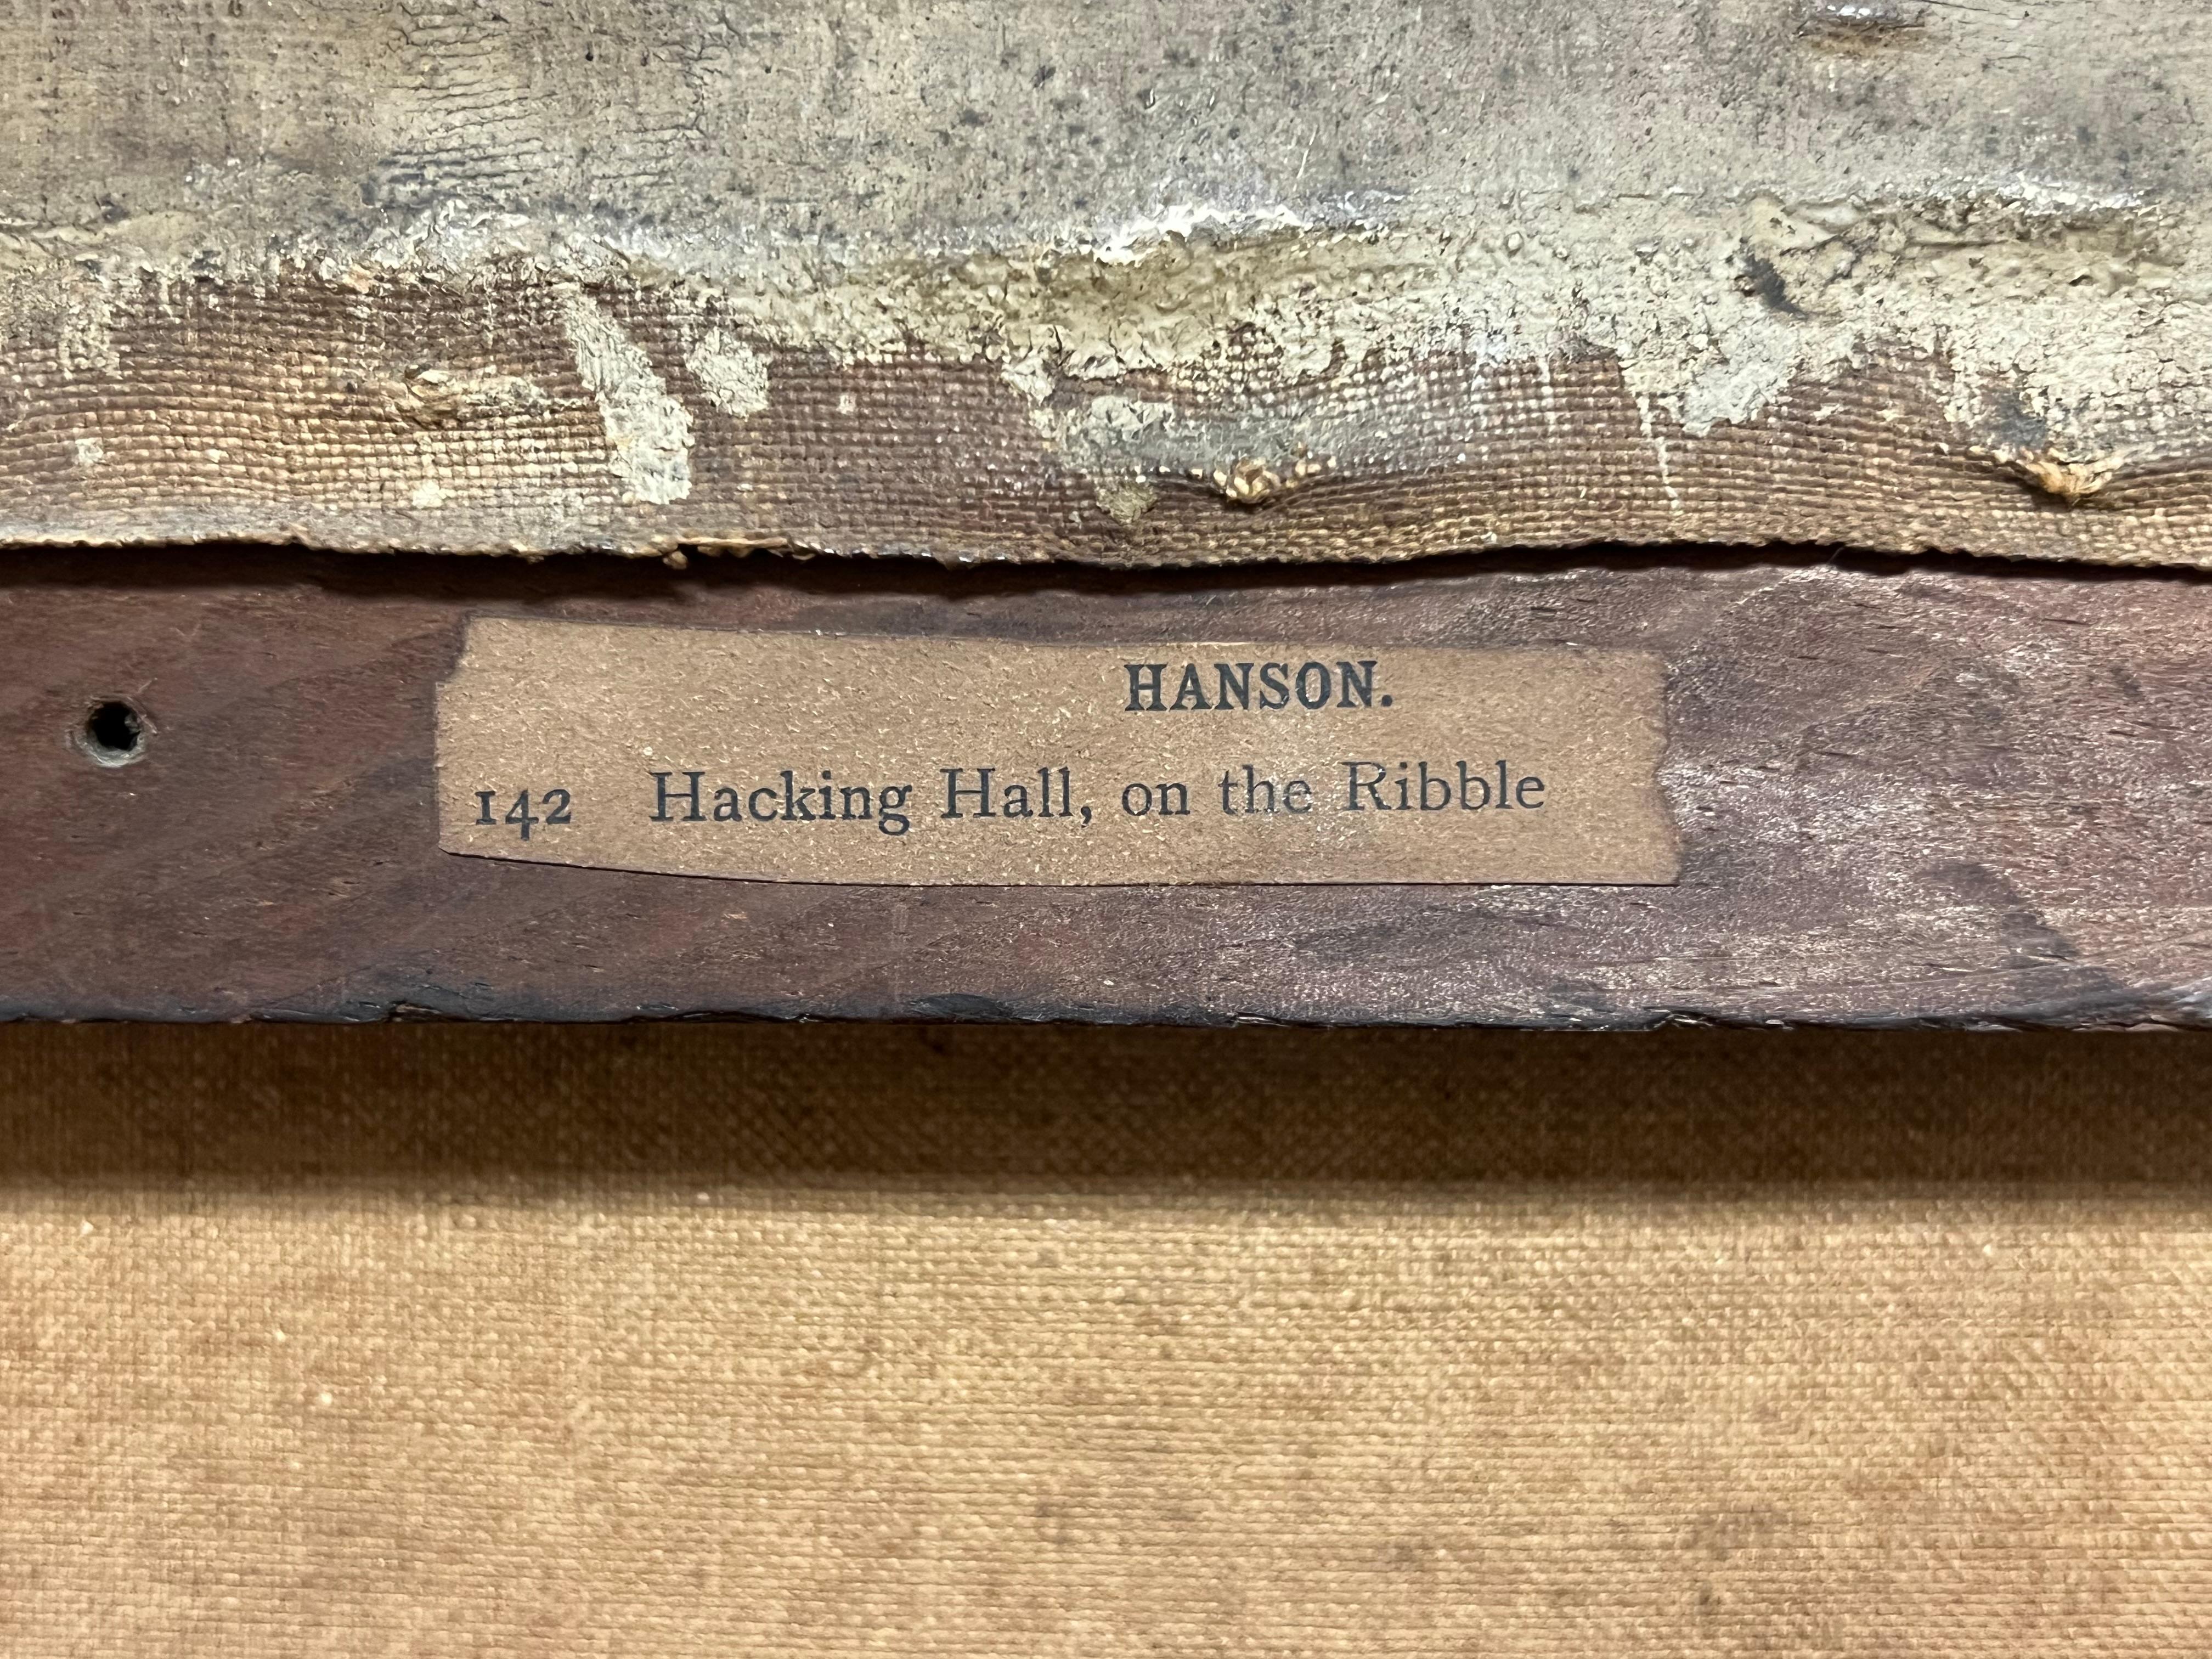 HANSON.
142 Hacking Hall, on the Ribble